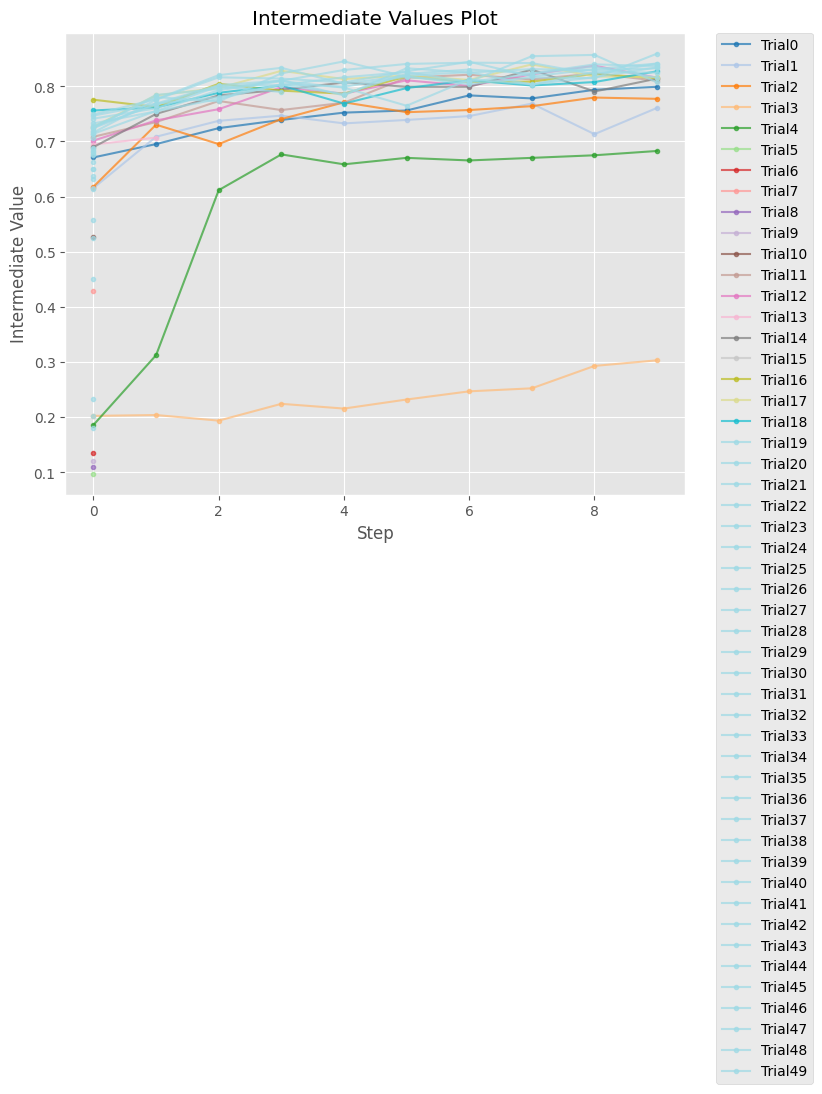 Intermediate Values Plot
Intermediate Value
0.8
0.7
0.6
0.5
0.4
0.3
0.2
0.1
0 2 4 6 8
Step
Trial0
Trial1
Trial2
Trial3
Trial4
Trial5
Trial6
Trial7
Trial8
Trial9
Trial10
Trial11
Trial12
Trial13
Trial14
Trial15
Trial16
Trial17
Trial18
Trial19
Trial20
Trial21
Trial22
Trial23
Trial24
Trial25
Trial26
Trial27
Trial28
Trial29
Trial30
Trial31
Trial32
Trial33
Trial34
Trial35
Trial36
Trial37
Trial38
Trial39
Trial40
Trial41
Trial42
Trial43
Trial44
Trial45
Trial46
Trial47
Trial48
Trial49